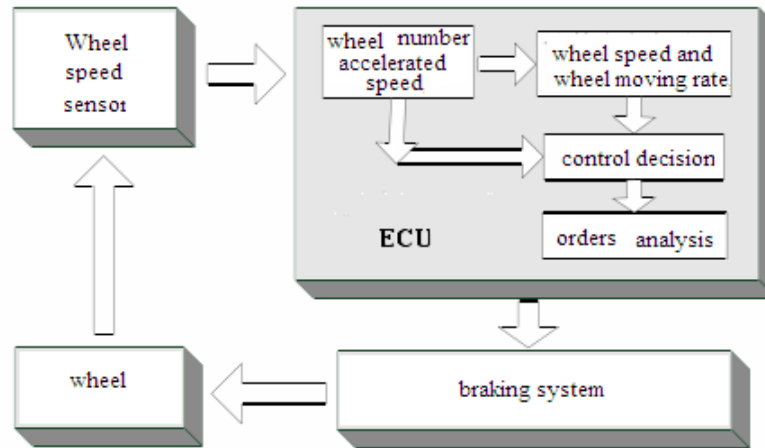 Wheel
speed
sensor
wheel number
accelerated
speed
wheel speed and
wheel moving rate
control decision
orders analysis
ECU
wheel
braking system